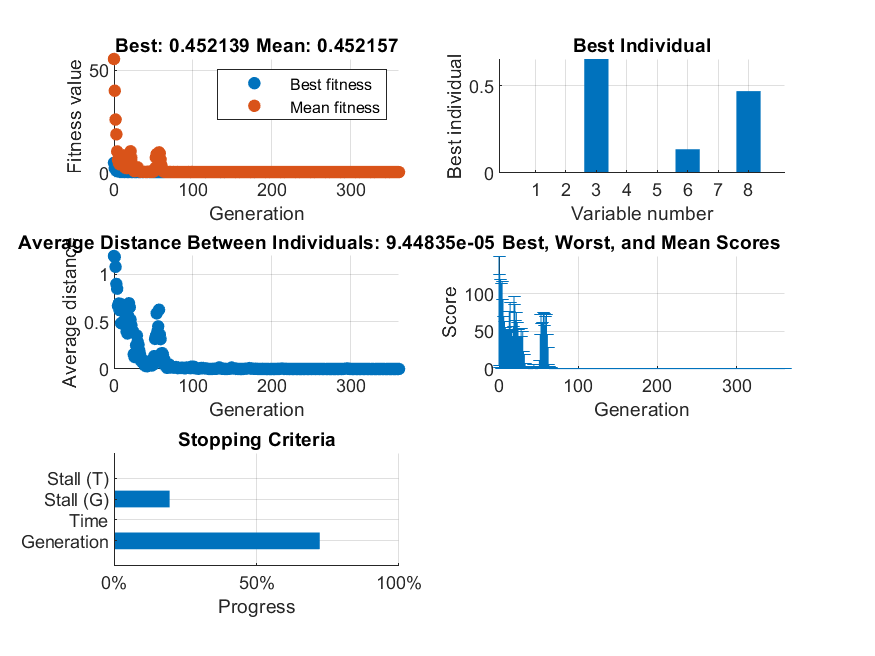 Best: 0.452139 Mean: 0.452157
Fitness value
50
0
Best fitness
Mean fitness
0 100 200 300
Generation
Best Individual
Best individual
0.5
0
1 2 3 4 5 6 7 8
Variable number
Average Distance Between Individuals: 9.44835e-05
Average distance
1
0.5
0
0 100 200 300
Generation
Best, Worst, and Mean Scores
Score
100
50
0
0 100 200 300
Generation
Stopping Criteria
Stall (T)
Stall (G)
Time
Generation
0% 50% 100%
Progress